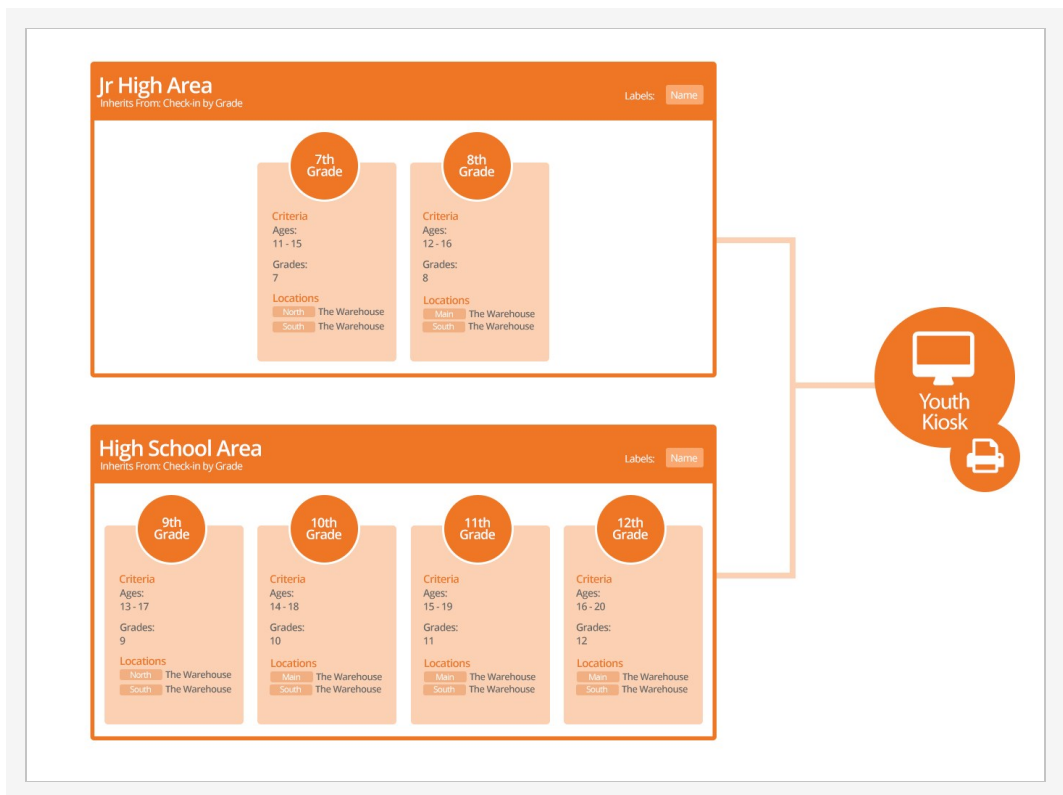 Jr High Area
Inherits From: Check-in by Grade
Labels: Name
7th
Grade
Criteria
Ages:
11 - 15
Grades:
7
Locations
North The Warehouse
South The Warehouse
8th
Grade
Criteria
Ages:
12 - 16
Grades:
8
Locations
Main The Warehouse
South The Warehouse
High School Area
Inherits From: Check-in by Grade
Labels: Name
9th
Grade
Criteria
Ages:
13 - 17
Grades:
9
Locations
North The Warehouse
South The Warehouse
10th
Grade
Criteria
Ages:
14 - 18
Grades:
10
Locations
Main The Warehouse
South The Warehouse
11th
Grade
Criteria
Ages:
15 - 19
Grades:
11
Locations
Main The Warehouse
South The Warehouse
12th
Grade
Criteria
Ages:
16 - 20
Grades:
12
Locations
Main The Warehouse
South The Warehouse
Youth
Kiosk